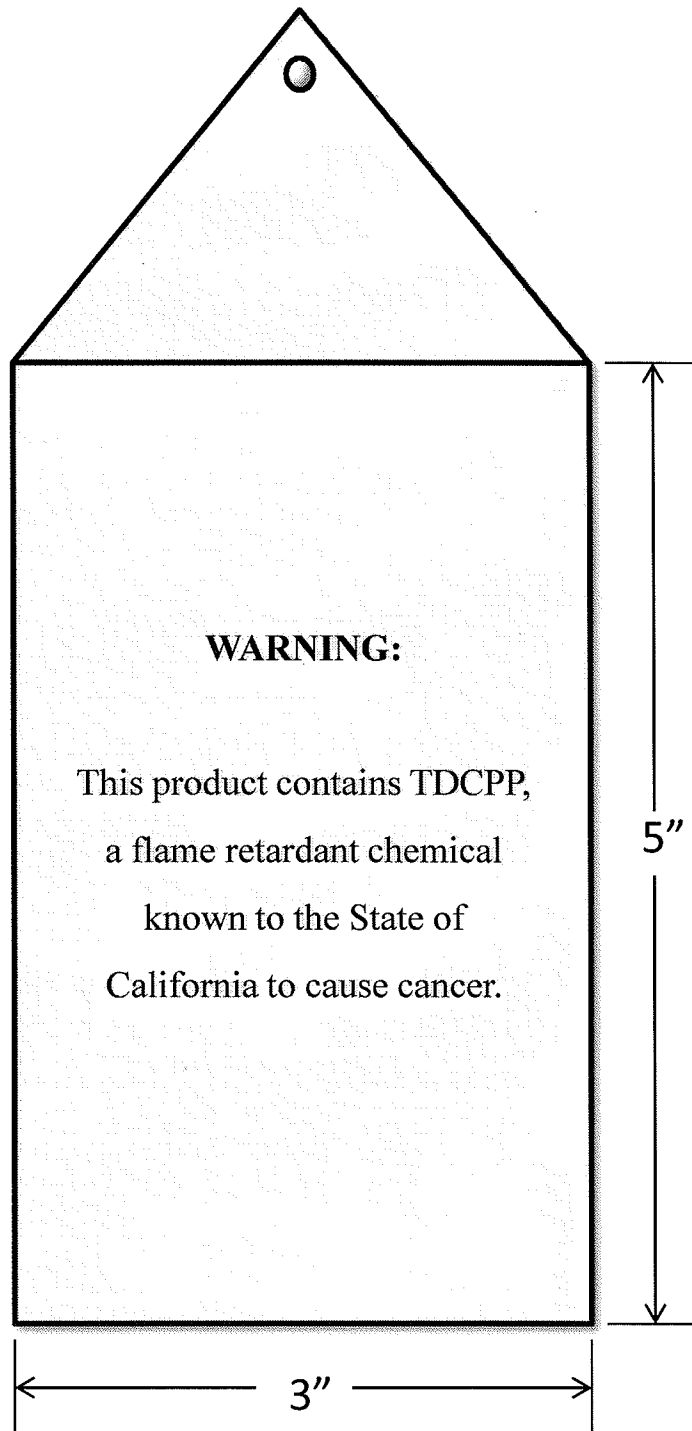 WARNING:
This product contains TDCPP,
a flame retardant chemical
known to the State of
California to cause cancer.
5”
3”